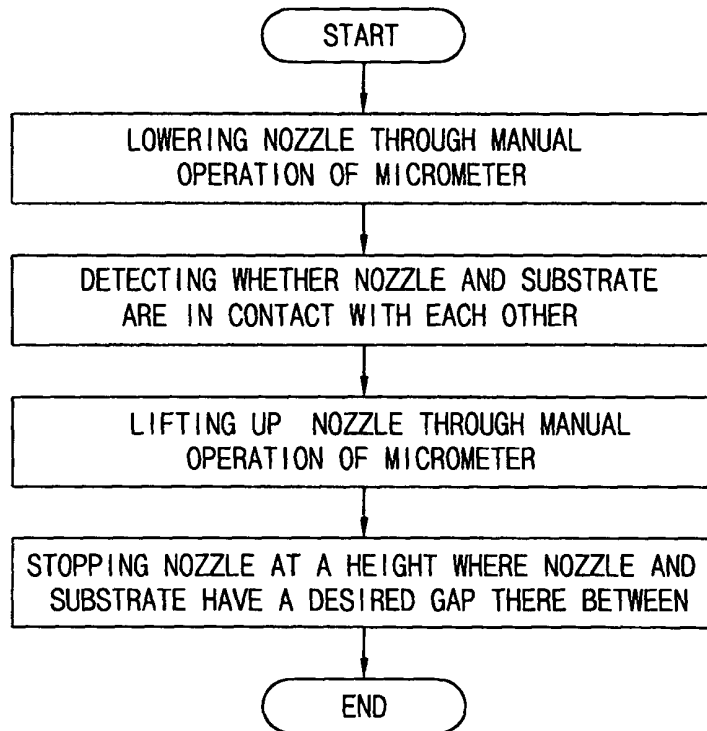 START
LOWERING NOZZLE THROUGH MANUAL
OPERATION OF MICROMETER
DETECTING WHETHER NOZZLE AND SUBSTRATE
ARE IN CONTACT WITH EACH OTHER
LIFTING UP NOZZLE THROUGH MANUAL
OPERATION OF MICROMETER
STOPPING NOZZLE AT A HEIGHT WHERE NOZZLE AND
SUBSTRATE HAVE A DESIRED GAP THERE BETWEEN
END